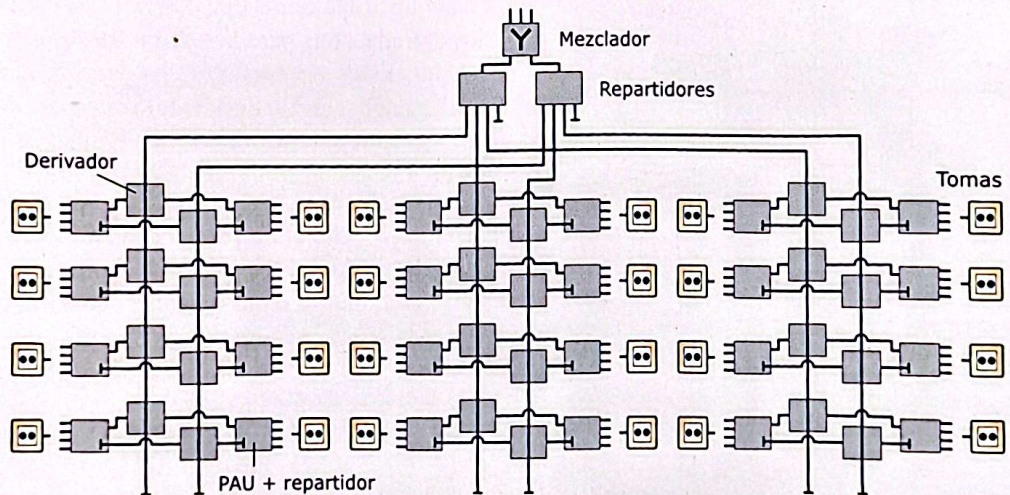 Y
Mezclador
Repartidores
Derivador
Tomas
PAU + repartidor